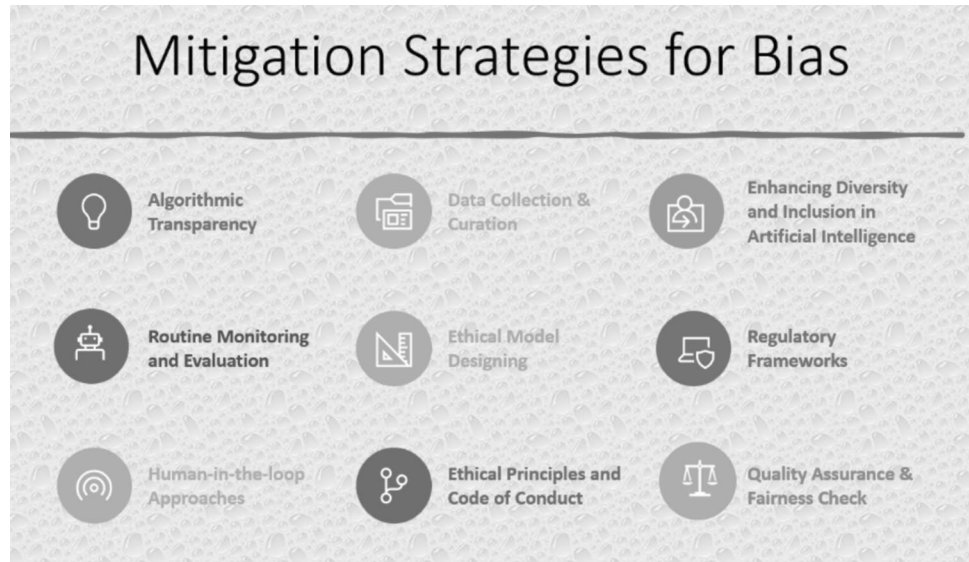 Mitigation Strategies for Bias
Algorithmic
Transparency
Data Collection &
Curation
Enhancing Diversity
and Inclusion in
Artificial Intelligence
Routine Monitoring
and Evaluation
Ethical Model
Designing
Regulatory
Frameworks
Human-in-the-loop
Approaches
Ethical Principles and
Code of Conduct
Quality Assurance &
Fairness Check